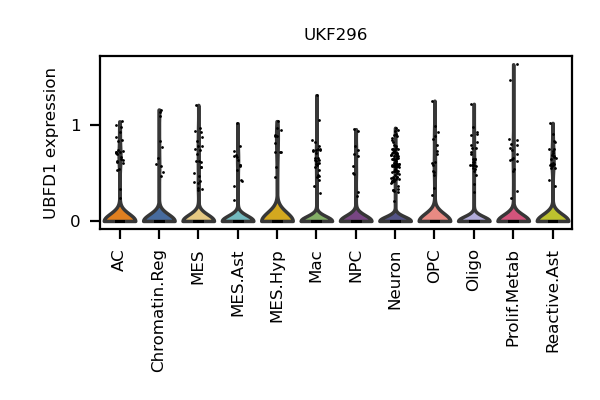 UKF296
UBFD1 expression
1
0
AC
Chromatin.Reg
MES
MES.Ast
MES.Hyp
Mac
NPC
Neuron
OPC
Oligo
Prolif.Metab
Reactive.Ast